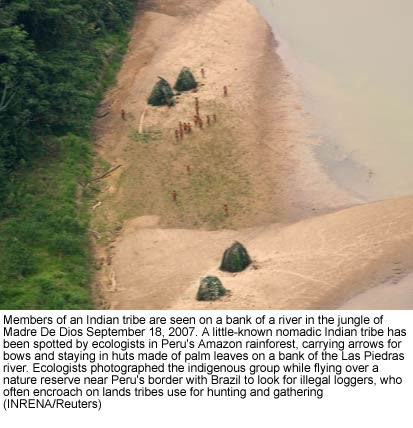 Members of an Indian tribe are seen on a bank of a river in the jungle of
Madre De Dios September 18, 2007. A little-known nomadic Indian tribe has
been spotted by ecologists in Peru's Amazon rainforest, carrying arrows for
bows and staying in huts made of palm leaves on a bank of the Las Piedras
river. Ecologists photographed the indigenous group while flying over a
nature reserve near Peru's border with Brazil to look for illegal loggers, who
often encroach on lands tribes use for hunting and gathering
(INRENA/Reuters)